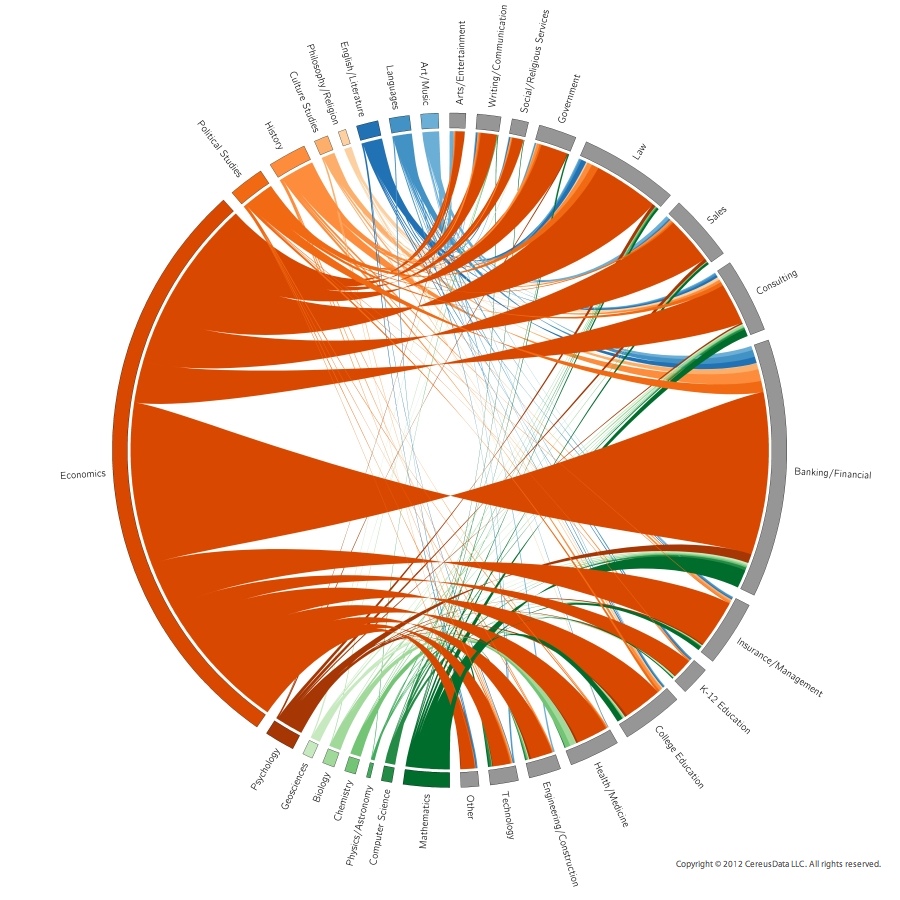 Economics
Political Studies
History
Culture Studies
Philosophy/Religion
English/Literature
Languages
Art/Music
Arts/Entertainment
Writing/Communication
Social/Religious Services
Government
Law
Sales
Consulting
Banking/Financial
Insurance/Management
K-12 Education
College Education
Health/Medicine
Engineering/Construction
Technology
Other
Mathematics
Computer Science
Physics/Astronomy
Chemistry
Biology
Geosciences
Psychology
Copyright © 2012 CereusData LLC. All rights reserved.